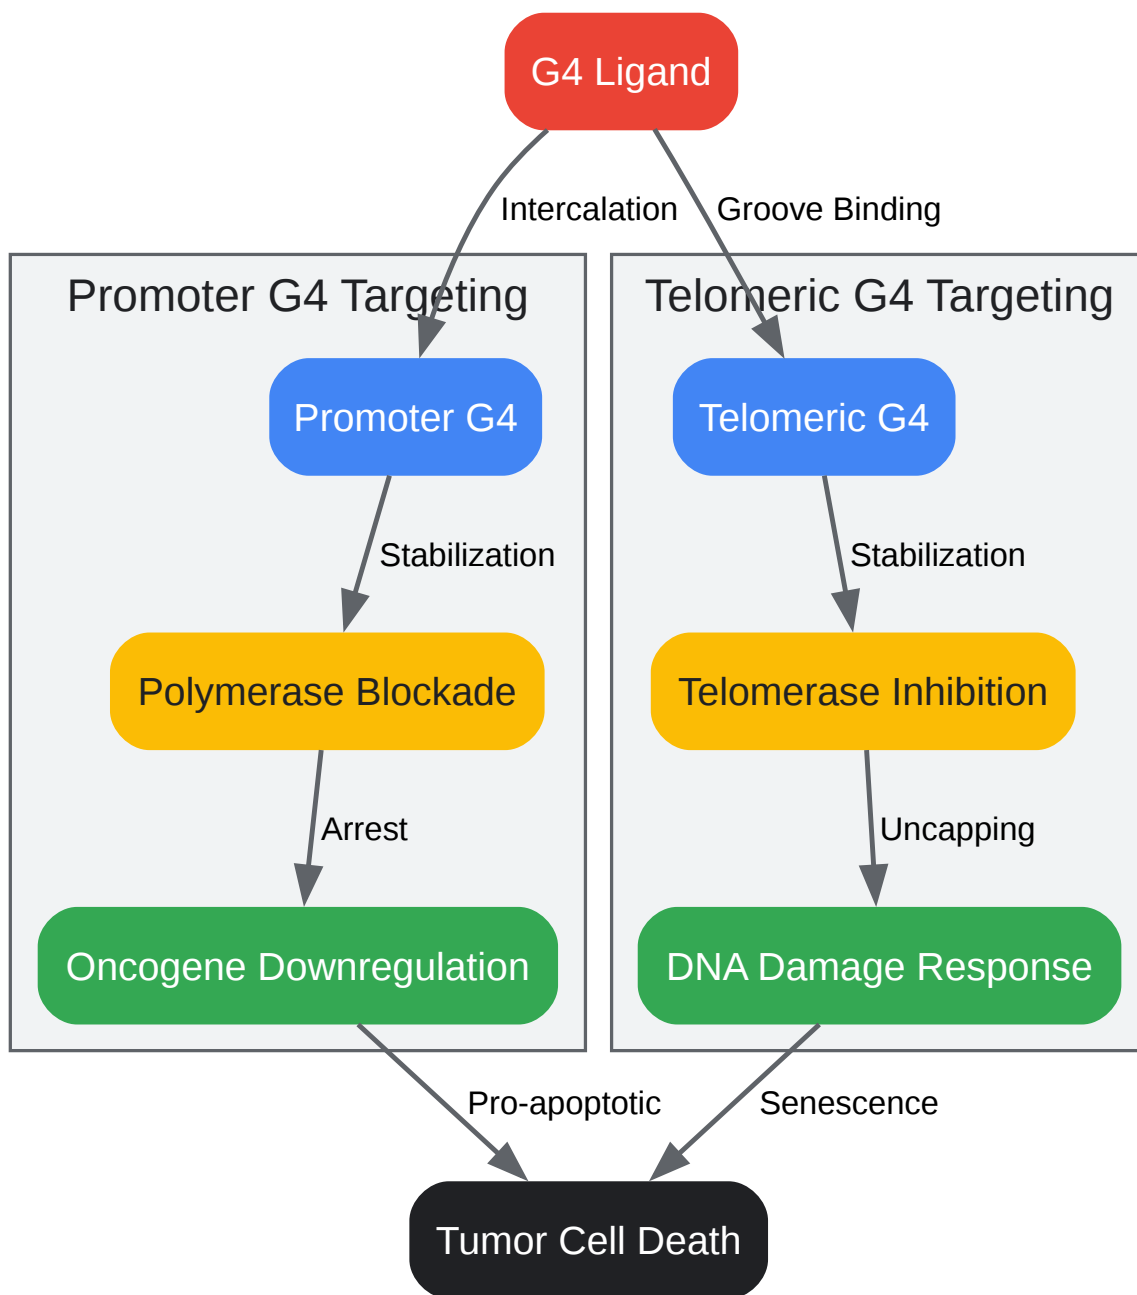 G4 Ligand
Intercalation
Groove Binding
Promoter G4 Targeting
Telomeric G4 Targeting
Promoter G4
Telomeric G4
Stabilization
Stabilization
Polymerase Blockade
Telomerase Inhibition
Arrest
Uncapping
Oncogene Downregulation
DNA Damage Response
Pro-apoptotic
Senescence
Tumor Cell Death